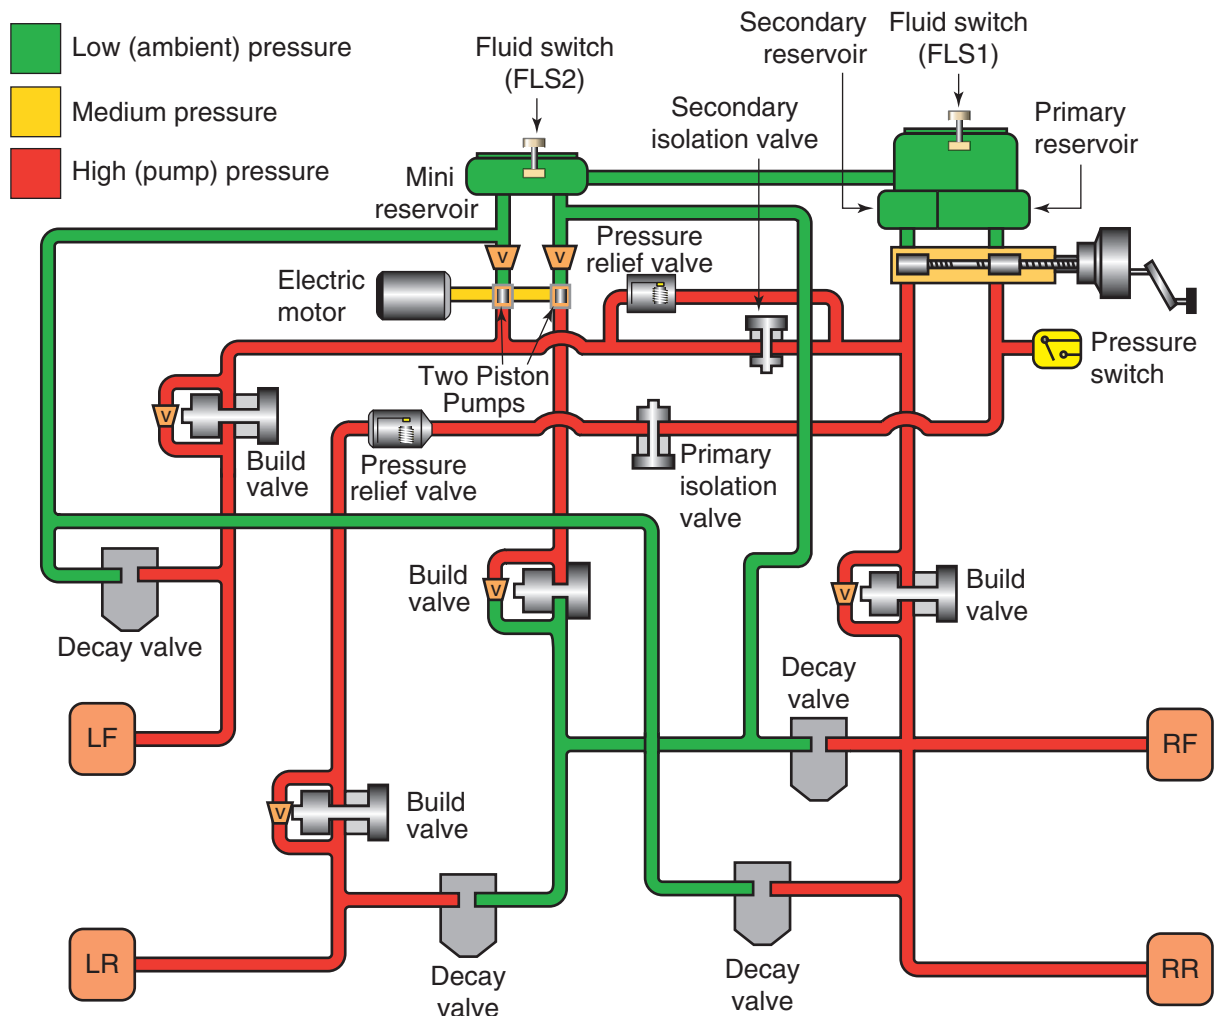 Low (ambient) pressure
Medium pressure
High (pump) pressure
Fluid switch
(FLS2)
Secondary
reservoir
Fluid switch
(FLS1)
Secondary
isolation valve
Primary
reservoir
Mini
reservoir
Pressure
relief valve
V
V
Electric
motor
Pressure
switch
Two Piston
Pumps
V
Build
valve
Pressure
relief valve
Primary
isolation
valve
Build
valve
V
V
Build
valve
Decay valve
Decay
valve
LF
RF
V
Build
valve
LR
Decay
valve
Decay
valve
RR